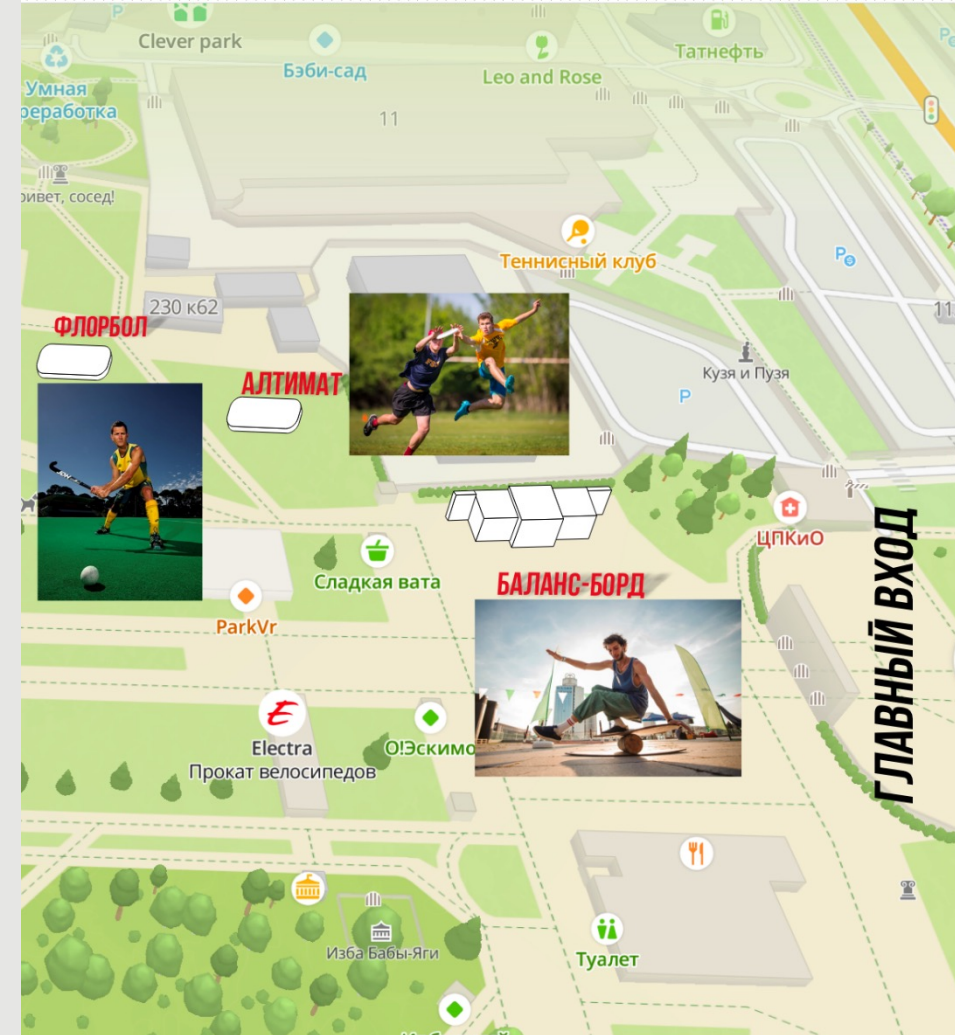 Clever park
Бэби-сад
Leo and Rose
Татнефть
Умная
реработка
11
ривет, сосед!
Теннисный клуб
230 к62
11
ФЛОРБОЛ
АЛТИМАТ
Кузя и Пузя
P
ЦПКиО
Сладкая вата
БАЛАНС-БОРД
ParkVr
ГЛАВНЫЙ ВХОД
Electra
Прокат велосипедов
О!Эскимо
Изба Бабы-Яги
Туалет